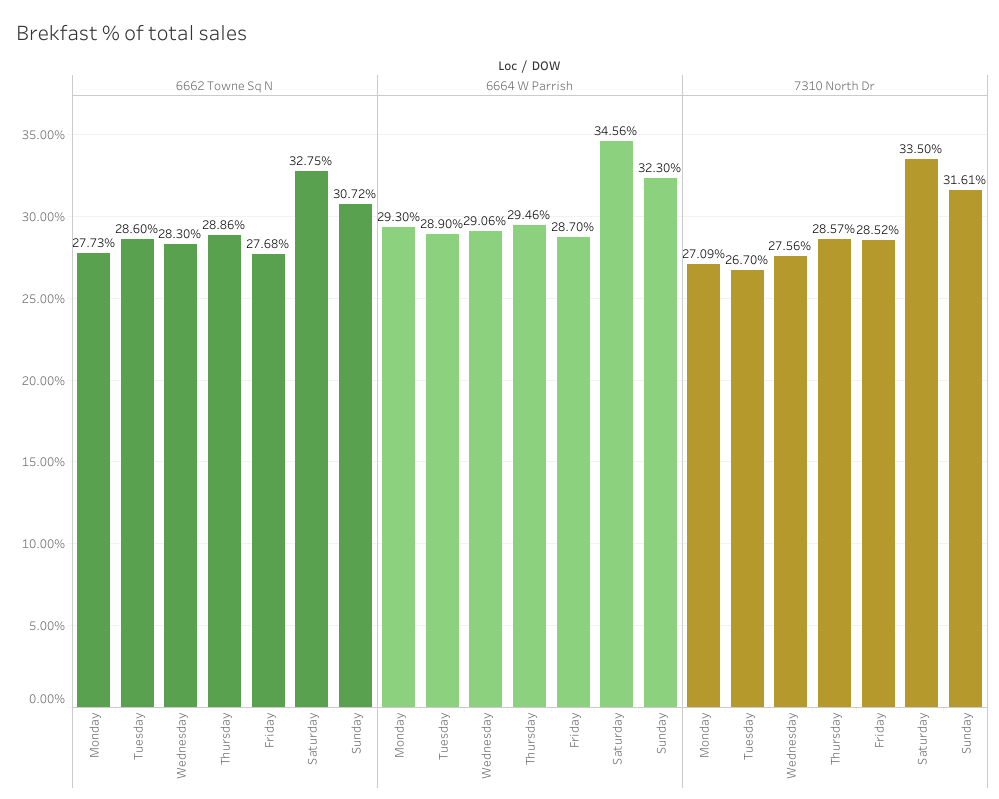 Brekfast % of total sales
Loc / DOW
6662 Towne Sq N
6664 W Parrish
7310 North Dr
35.00%
30.00%
25.00%
20.00%
15.00%
10.00%
5.00%
0.00%
27.73%
28.60%
28.30%
28.86%
27.68%
32.75%
30.72%
29.30%
28.90%
29.06%
29.46%
28.70%
34.56%
32.30%
27.09%
26.70%
27.56%
28.57%
28.52%
33.50%
31.61%
Monday
Tuesday
Wednesday
Thursday
Friday
Saturday
Sunday
Monday
Tuesday
Wednesday
Thursday
Friday
Saturday
Sunday
Monday
Tuesday
Wednesday
Thursday
Friday
Saturday
Sunday